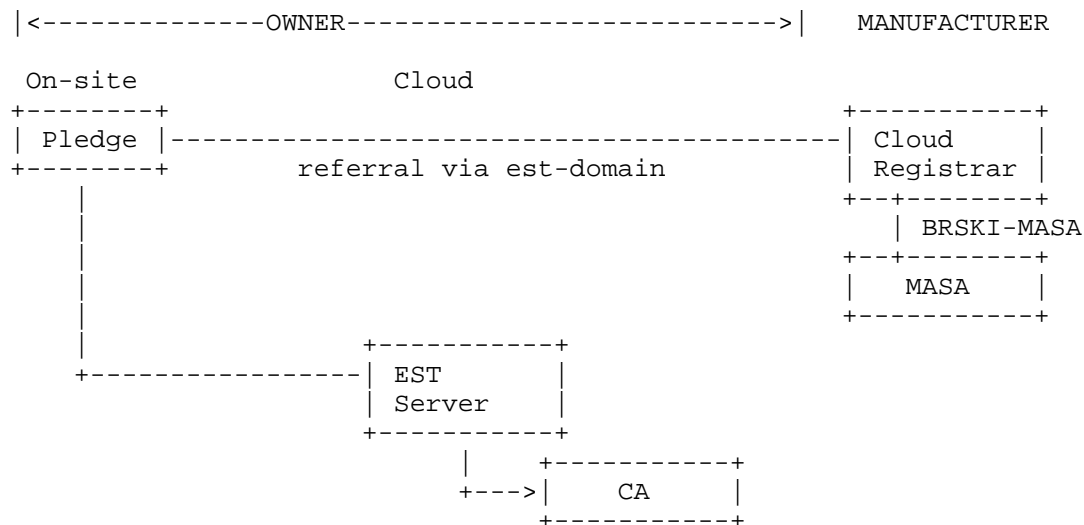 |<--------------OWNER--------------------------->|   MANUFACTURER
On-site                Cloud
Pledge
Cloud
referral via est-domain
Registrar
BRSKI-MASA
MASA
EST
Server
CA